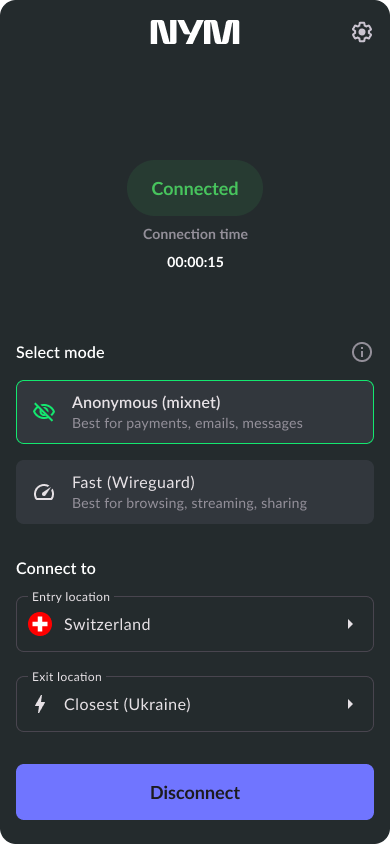 NYM
Connected
Connection time
00:00:15
Select mode
Anonymous (mixnet)
Best for payments, emails, messages
Fast (Wireguard)
Best for browsing, streaming, sharing
Connect to
Entry location
Switzerland
Exit location
Closest (Ukraine)
Disconnect